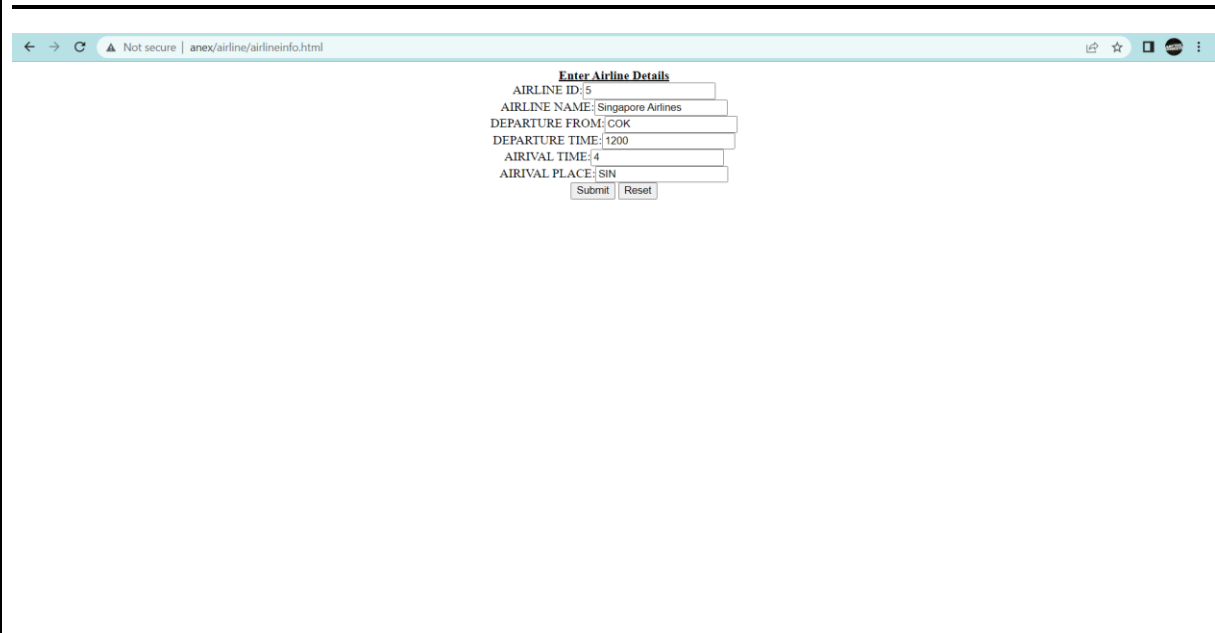 Not secure | anex/airline/airlineinfo.html
Enter Airline Details
AIRLINE ID: 5
AIRLINE NAME: Singapore Airlines
DEPARTURE FROM: COK
DEPARTURE TIME: 1200
AIRIVAL TIME: 4
AIRIVAL PLACE: SIN
Submit Reset